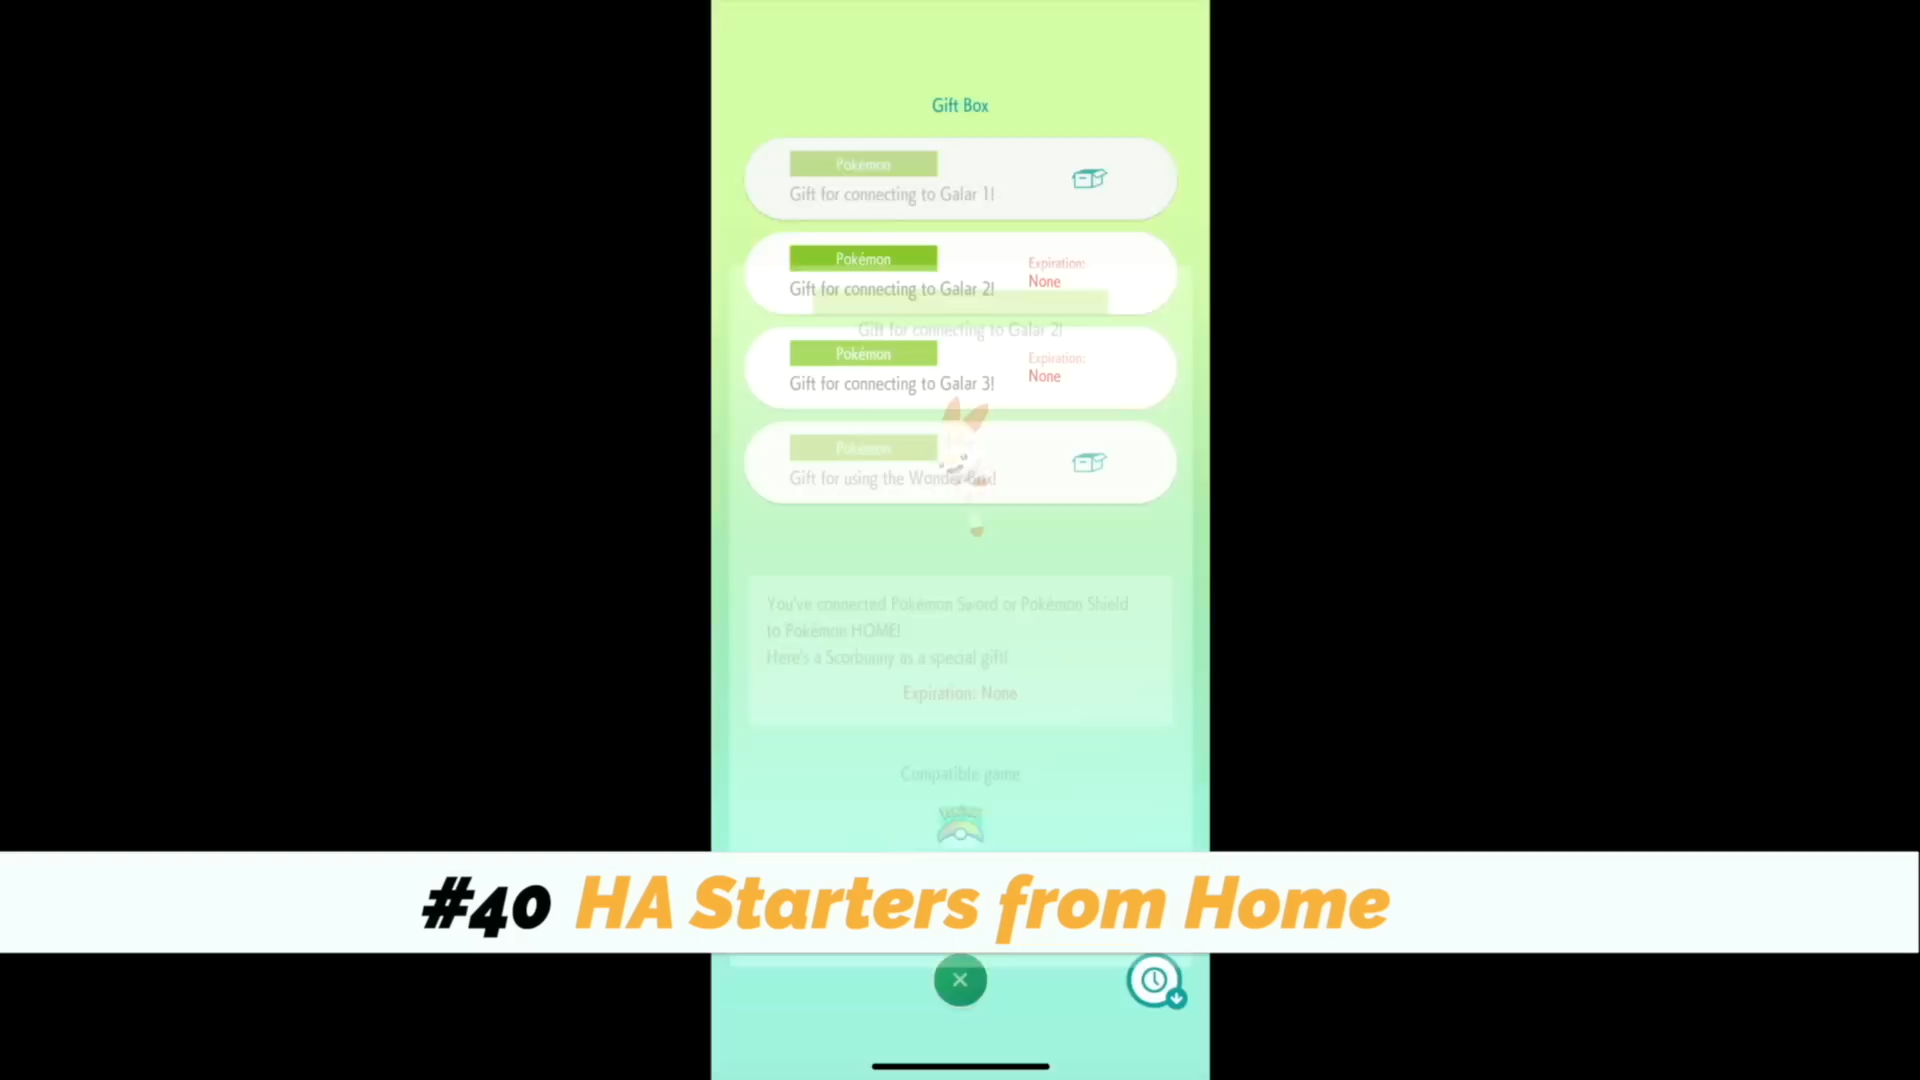 Gift Box
Pokémon
Gift for connecting to Galar 1!
Pokémon
Gift for connecting to Galar 2!
Expiration:
None
Gift for connecting to Galar 2!
Pokémon
Gift for connecting to Galar 3!
Expiration:
None
Pokémon
Gift for using the Wonder Box!
You've connected Pokémon Sword or Pokémon Shield
to Pokémon HOME!
Here's a Scorbunny as a special gift!
Expiration: None
Compatible game
#40 HA Starters from Home